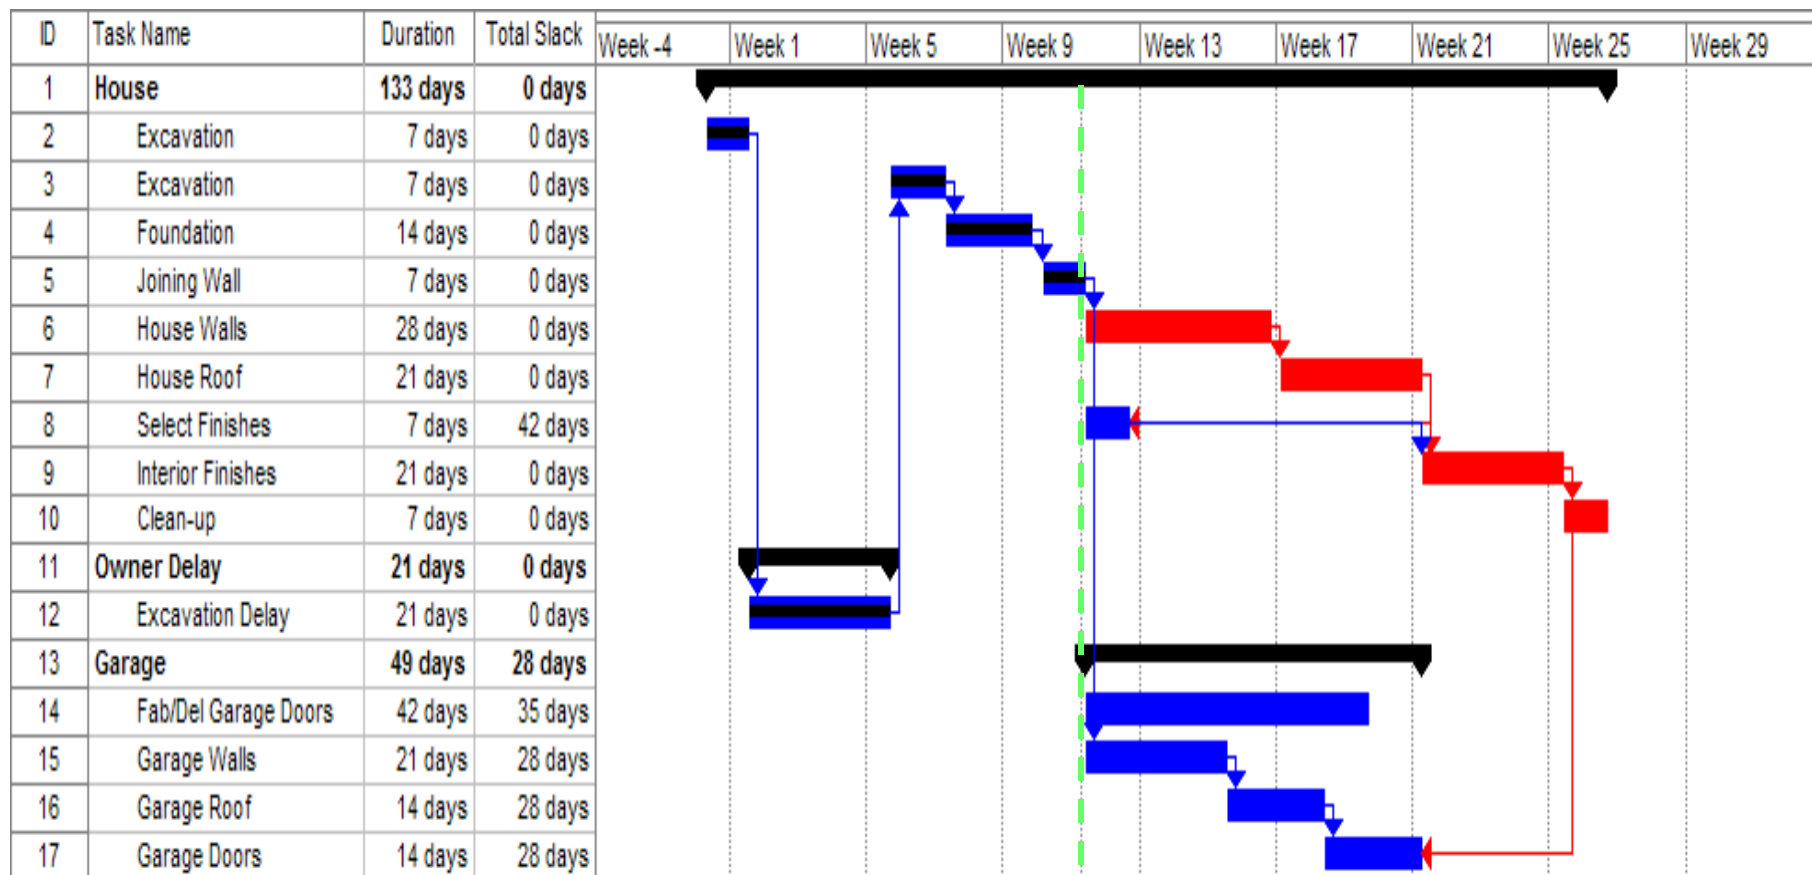 ID Task Name Duration Total Slack Week -4 Week 1 Week 5 Week 9 Week 13 Week 17 Week 21 Week 25 Week 29
1 House 133 days 0 days
2 Excavation 7 days 0 days
3 Excavation 7 days 0 days
4 Foundation 14 days 0 days
5 Joining Wall 7 days 0 days
6 House Walls 28 days 0 days
7 House Roof 21 days 0 days
8 Select Finishes 7 days 42 days
9 Interior Finishes 21 days 0 days
10 Clean-up 7 days 0 days
11 Owner Delay 21 days 0 days
12 Excavation Delay 21 days 0 days
13 Garage 49 days 28 days
14 Fab/Del Garage Doors 42 days 35 days
15 Garage Walls 21 days 28 days
16 Garage Roof 14 days 28 days
17 Garage Doors 14 days 28 days